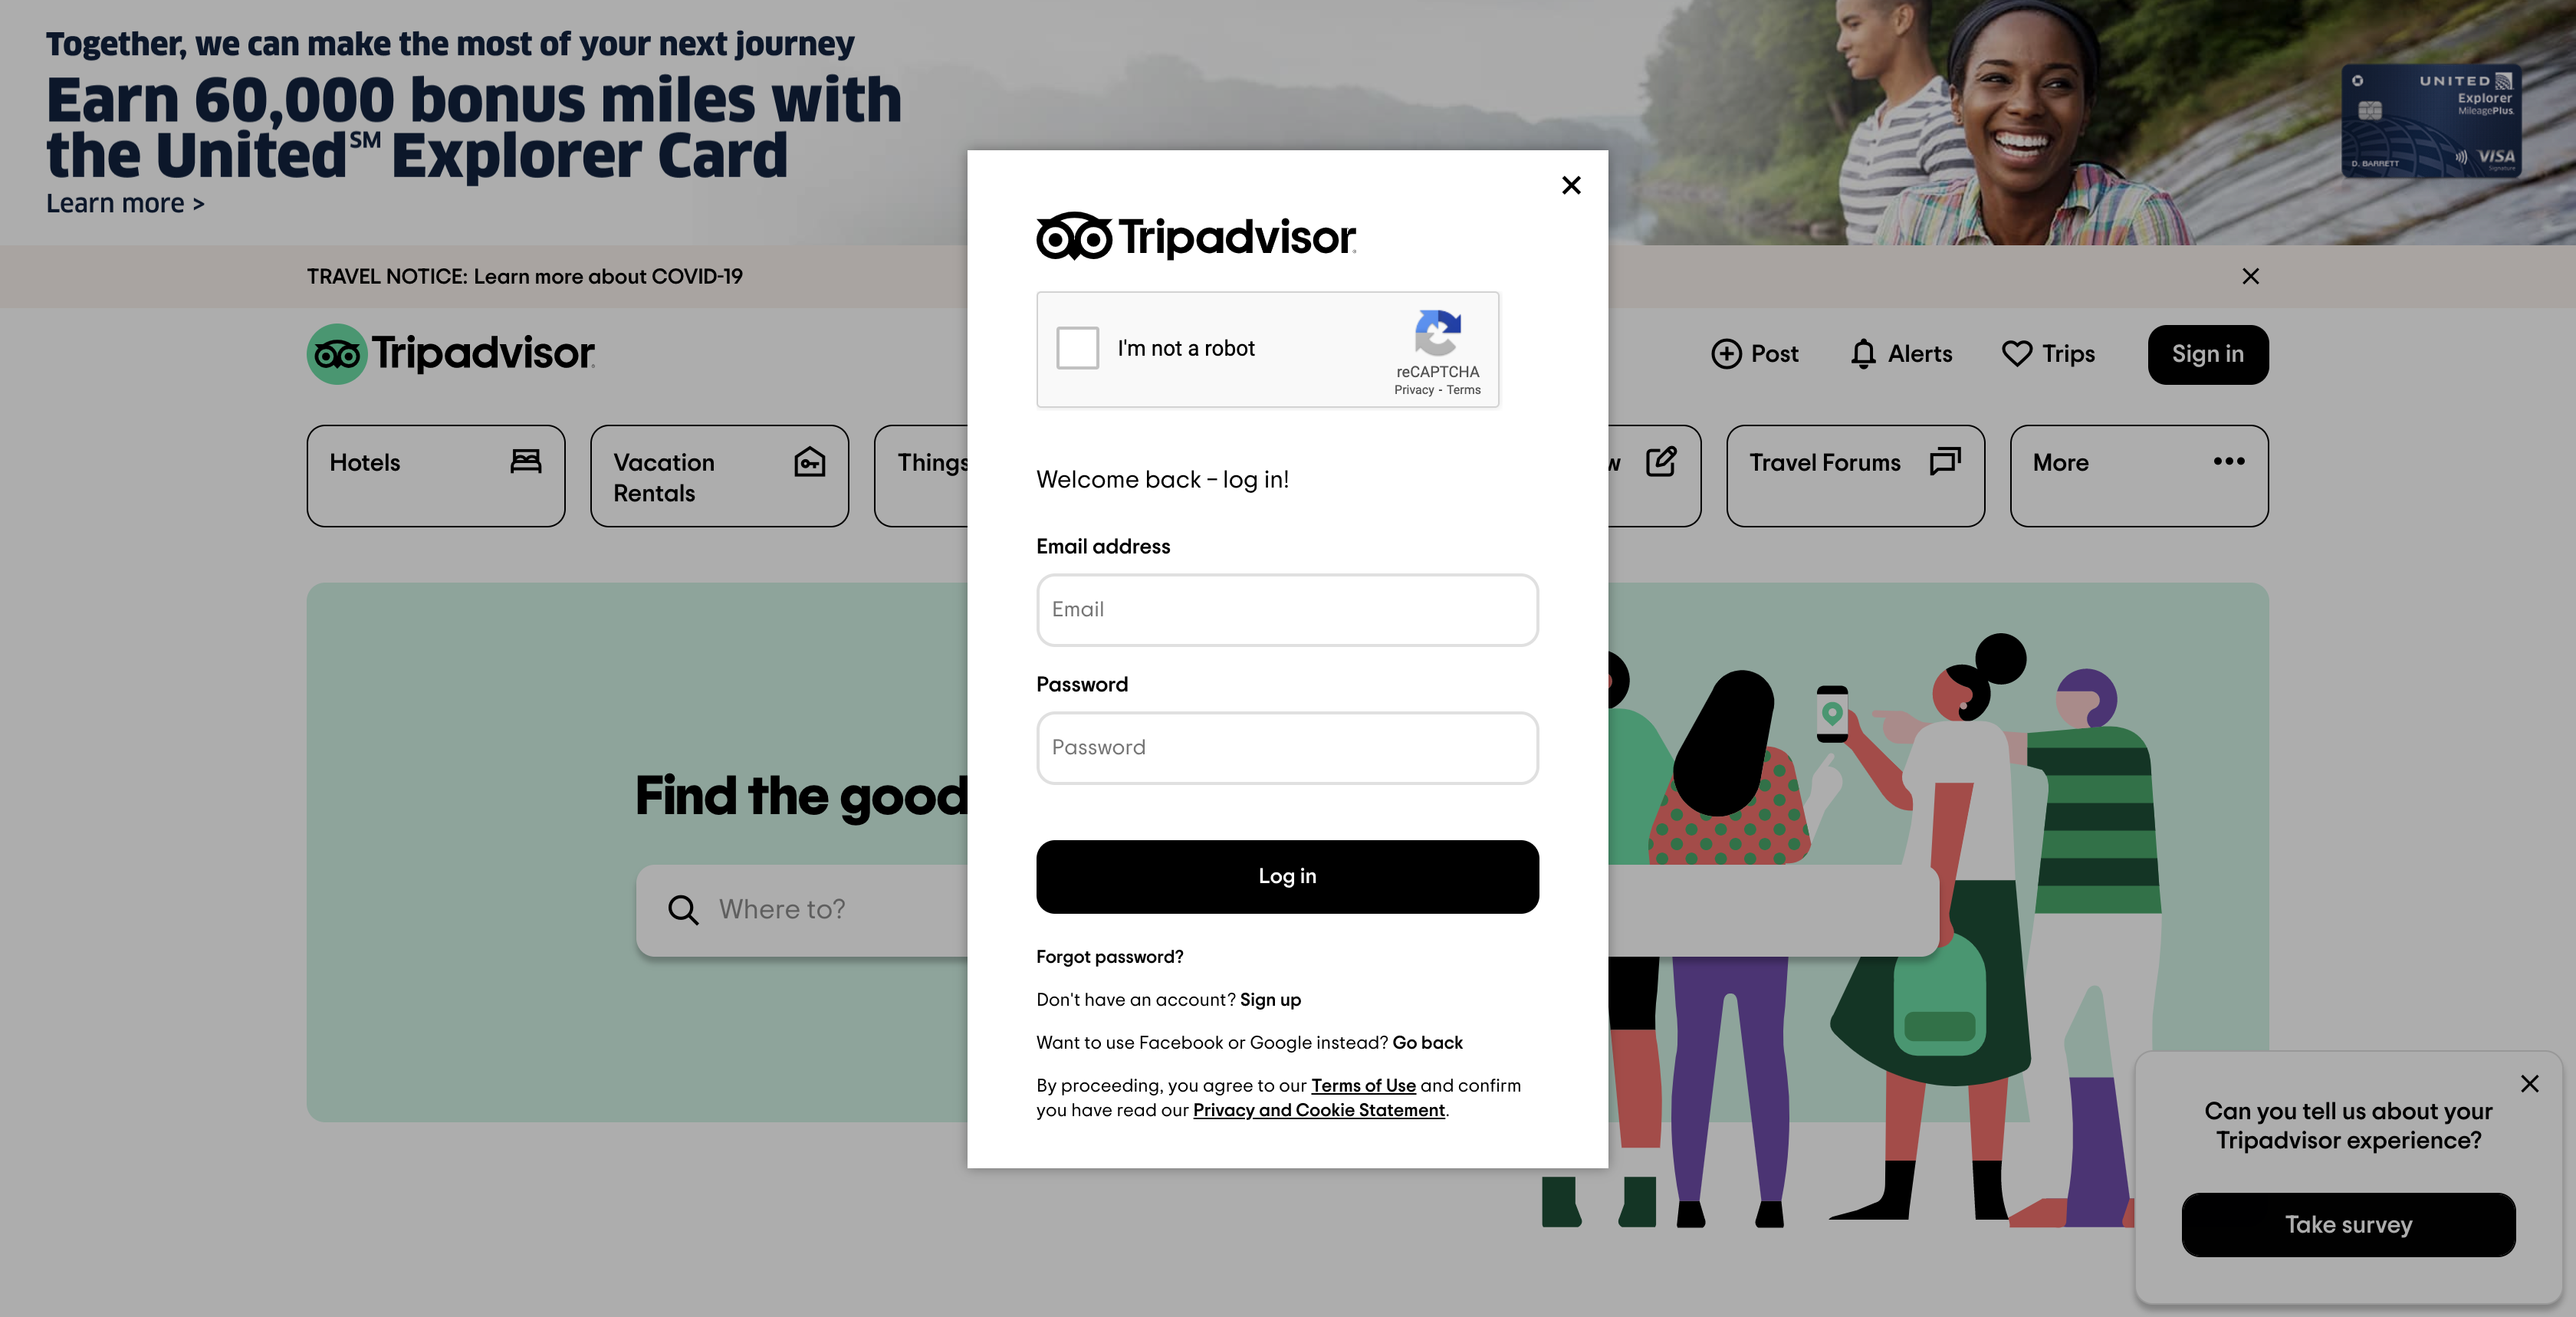 Together, we can make the most of your next journey
Earn 60,000 bonus miles with
the United℠ Explorer Card
Learn more >
UNITED
Explorer
MileagePlus.
D. BARRETT
VISA
Signature
TRAVEL NOTICE: Learn more about COVID-19
Tripadvisor
Post
Alerts
Trips
Sign in
Hotels
Vacation
Rentals
Things
w
Travel Forums
More
Find the good
Where to?
Tripadvisor
I'm not a robot
reCAPTCHA
Privacy - Terms
Welcome back – log in!
Email address
Email
Password
Password
Log in
Forgot password?
Don't have an account? Sign up
Want to use Facebook or Google instead? Go back
By proceeding, you agree to our Terms of Use and confirm
you have read our Privacy and Cookie Statement.
Can you tell us about your
Tripadvisor experience?
Take survey